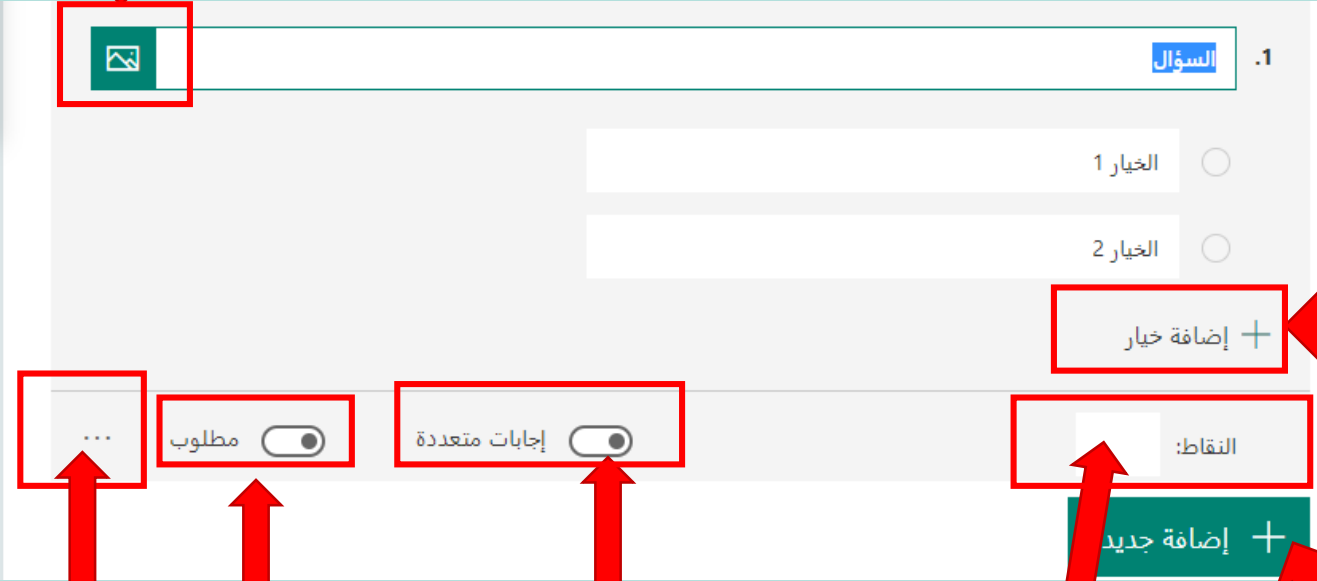 1. السؤال
الخيار 1
الخيار 2
+ إضافة خيار
النقاط: إجابات متعددة مطلوب ...
+ إضافة جديد